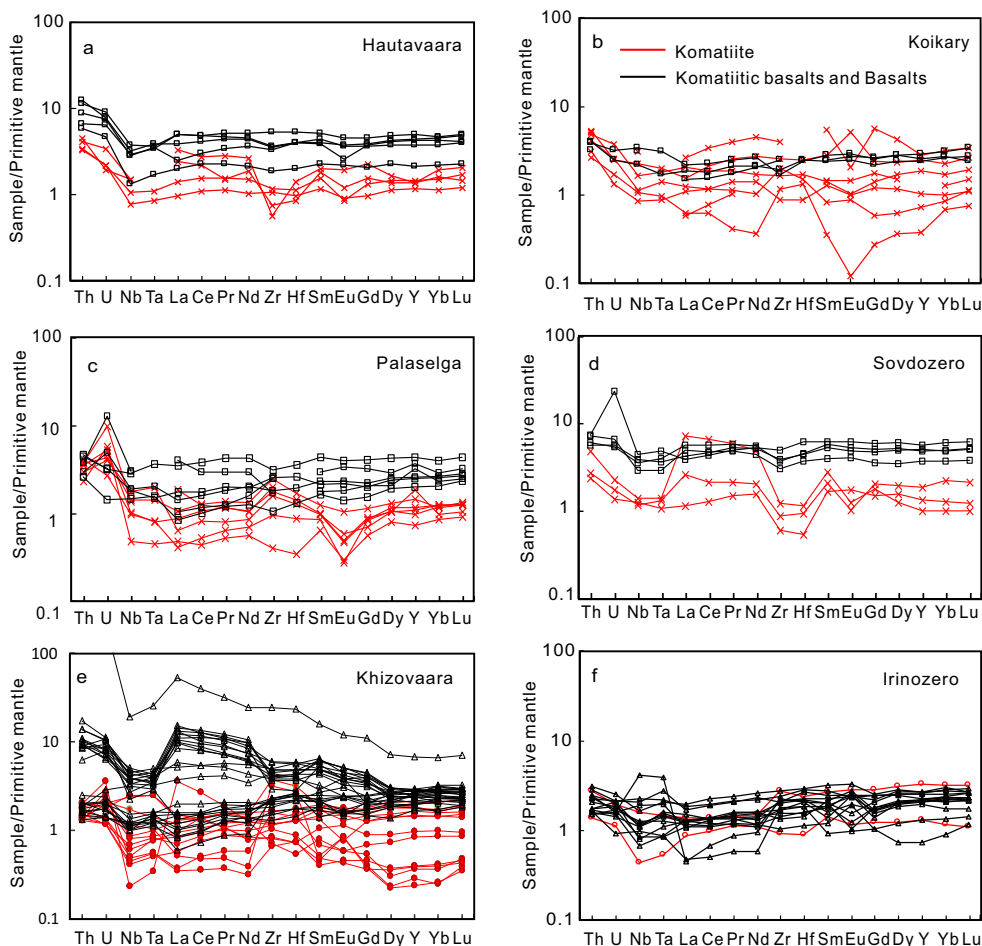 100
10
1
0.1
Sample/Primitive mantle
a
Hautavaara
Th U Nb Ta La Ce Pr Nd Zr Hf Sm Eu Gd Dy Y Yb Lu
100
10
1
0.1
Sample/Primitive mantle
b
Koikary
Komatiite
Komatiitic basalts and Basalts
Th U Nb Ta La Ce Pr Nd Zr Hf Sm Eu Gd Dy Y Yb Lu
100
10
1
0.1
Sample/Primitive mantle
c
Palaselga
Th U Nb Ta La Ce Pr Nd Zr Hf Sm Eu Gd Dy Y Yb Lu
100
10
1
0.1
Sample/Primitive mantle
d
Sovdozero
Th U Nb Ta La Ce Pr Nd Zr Hf Sm Eu Gd Dy Y Yb Lu
100
10
1
0.1
Sample/Primitive mantle
e
Khizovaara
Th U Nb Ta La Ce Pr Nd Zr Hf Sm Eu Gd Dy Y Yb Lu
100
10
1
0.1
Sample/Primitive mantle
f
Irinozero
Th U Nb Ta La Ce Pr Nd Zr Hf Sm Eu Gd Dy Y Yb Lu